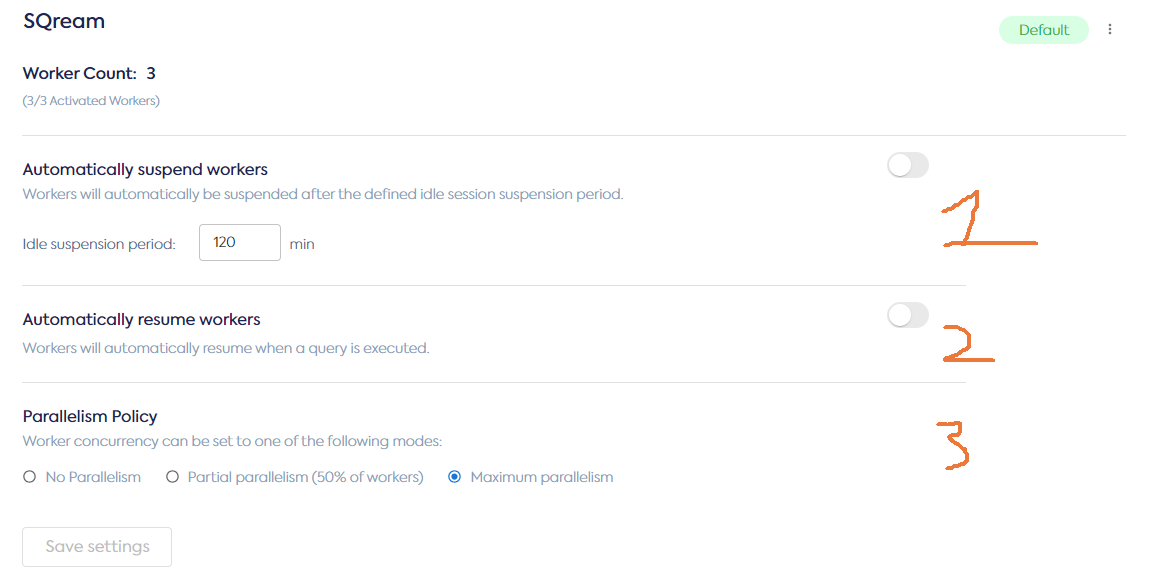 SQream
Default
Worker Count: 3
(3/3 Activated Workers)
Automatically suspend workers
Workers will automatically be suspended after the defined idle session suspension period.
1
Idle suspension period: 120 min
Automatically resume workers
Workers will automatically resume when a query is executed.
2
Parallelism Policy
Worker concurrency can be set to one of the following modes:
3
No Parallelism Partial parallelism (50% of workers) Maximum parallelism
Save settings